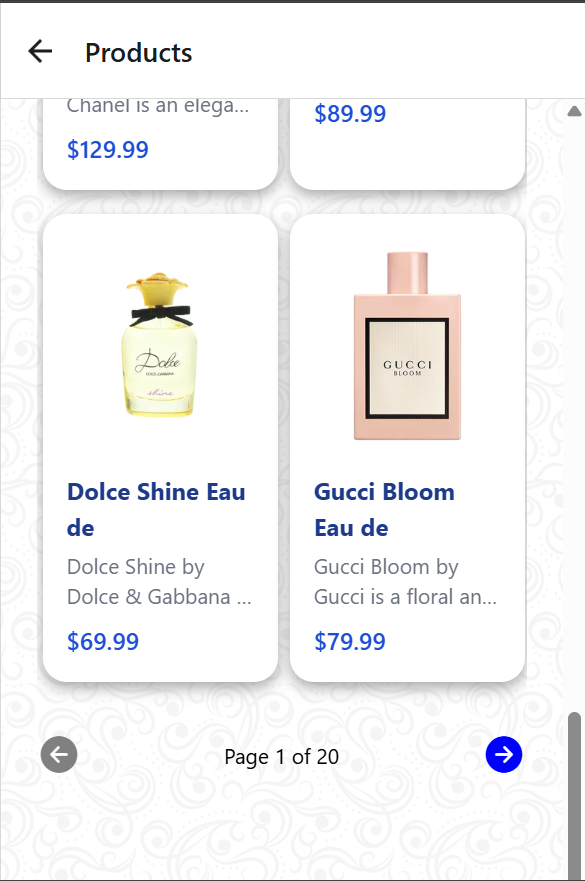 Products
Chanel is an elega...
$129.99
$89.99
Dolce
DOLCE & GABBANA
shine
GUCCI
BLOOM
Dolce Shine Eau
de
Dolce Shine by
Dolce & Gabbana ...
$69.99
Gucci Bloom
Eau de
Gucci Bloom by
Gucci is a floral an...
$79.99
Page 1 of 20